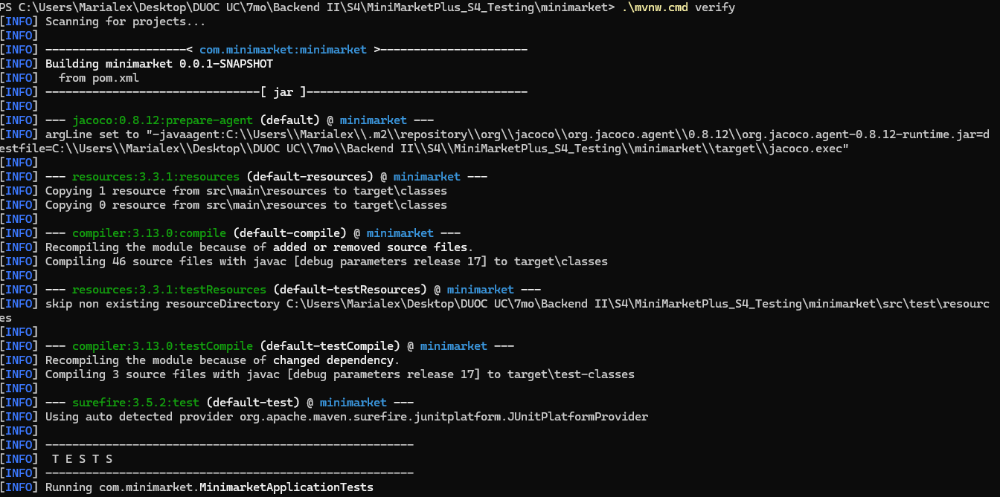 PS C:\Users\Marialex\Desktop\DUOC UC\7mo\Backend II\S4\MiniMarketPlus_S4_Testing\minimarket> .\mvnw.cmd verify
[INFO] Scanning for projects...
[INFO]
[INFO] ---------------------< com.minimarket:minimarket >----------------------
[INFO] Building minimarket 0.0.1-SNAPSHOT
[INFO]   from pom.xml
[INFO] --------------------------------[ jar ]---------------------------------
[INFO]
[INFO] --- jacoco:0.8.12:prepare-agent (default) @ minimarket ---
[INFO] argLine set to "-javaagent:C:\\Users\\Marialex\\.m2\\repository\\org\\jacoco\\org.jacoco.agent\\0.8.12\\org.jacoco.agent-0.8.12-runtime.jar=d
estfile=C:\\Users\\Marialex\\Desktop\\DUOC UC\\7mo\\Backend II\\S4\\MiniMarketPlus_S4_Testing\\minimarket\\target\\jacoco.exec"
[INFO]
[INFO] --- resources:3.3.1:resources (default-resources) @ minimarket ---
[INFO] Copying 1 resource from src\main\resources to target\classes
[INFO] Copying 0 resource from src\main\resources to target\classes
[INFO]
[INFO] --- compiler:3.13.0:compile (default-compile) @ minimarket ---
[INFO] Recompiling the module because of added or removed source files.
[INFO] Compiling 46 source files with javac [debug parameters release 17] to target\classes
[INFO]
[INFO] --- resources:3.3.1:testResources (default-testResources) @ minimarket ---
[INFO] skip non existing resourceDirectory C:\Users\Marialex\Desktop\DUOC UC\7mo\Backend II\S4\MiniMarketPlus_S4_Testing\minimarket\src\test\resourc
es
[INFO]
[INFO] --- compiler:3.13.0:testCompile (default-testCompile) @ minimarket ---
[INFO] Recompiling the module because of changed dependency.
[INFO] Compiling 3 source files with javac [debug parameters release 17] to target\test-classes
[INFO]
[INFO] --- surefire:3.5.2:test (default-test) @ minimarket ---
[INFO] Using auto detected provider org.apache.maven.surefire.junitplatform.JUnitPlatformProvider
[INFO]
[INFO] -------------------------------------------------------
[INFO]  T E S T S
[INFO] -------------------------------------------------------
[INFO] Running com.minimarket.MinimarketApplicationTests